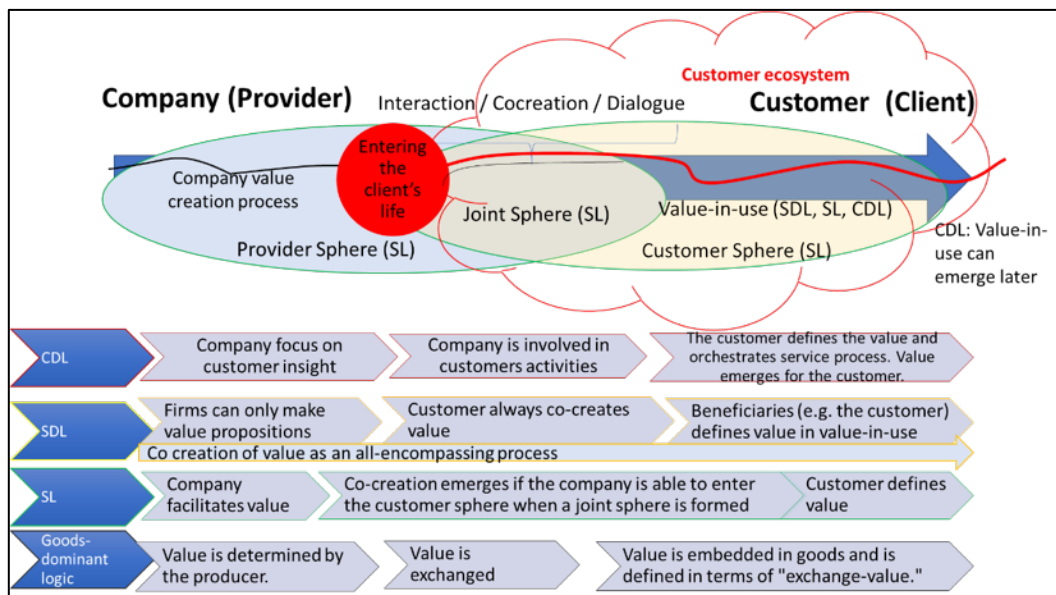 Customer ecosystem
Company (Provider)
Interaction / Cocreation / Dialogue
Customer (Client)
Entering
the
client's
life
Company value
creation process
Joint Sphere (SL)
Value-in-use (SDL, SL, CDL)
Provider Sphere (SL)
Customer Sphere (SL)
CDL: Value-in-
use can
emerge later
CDL
Company focus on
customer insight
Company is involved in
customers activities
The customer defines the value and
orchestrates service process. Value
emerges for the customer.
SDL
Firms can only make
value propositions
Customer always co-creates
value
Beneficiaries (e.g. the customer)
defines value in value-in-use
Co creation of value as an all-encompassing process
SL
Company
facilitates value
Co-creation emerges if the company is able to enter
the customer sphere when a joint sphere is formed
Customer defines
value
Goods-
dominant
logic
Value is determined by
the producer.
Value is
exchanged
Value is embedded in goods and is
defined in terms of "exchange-value."